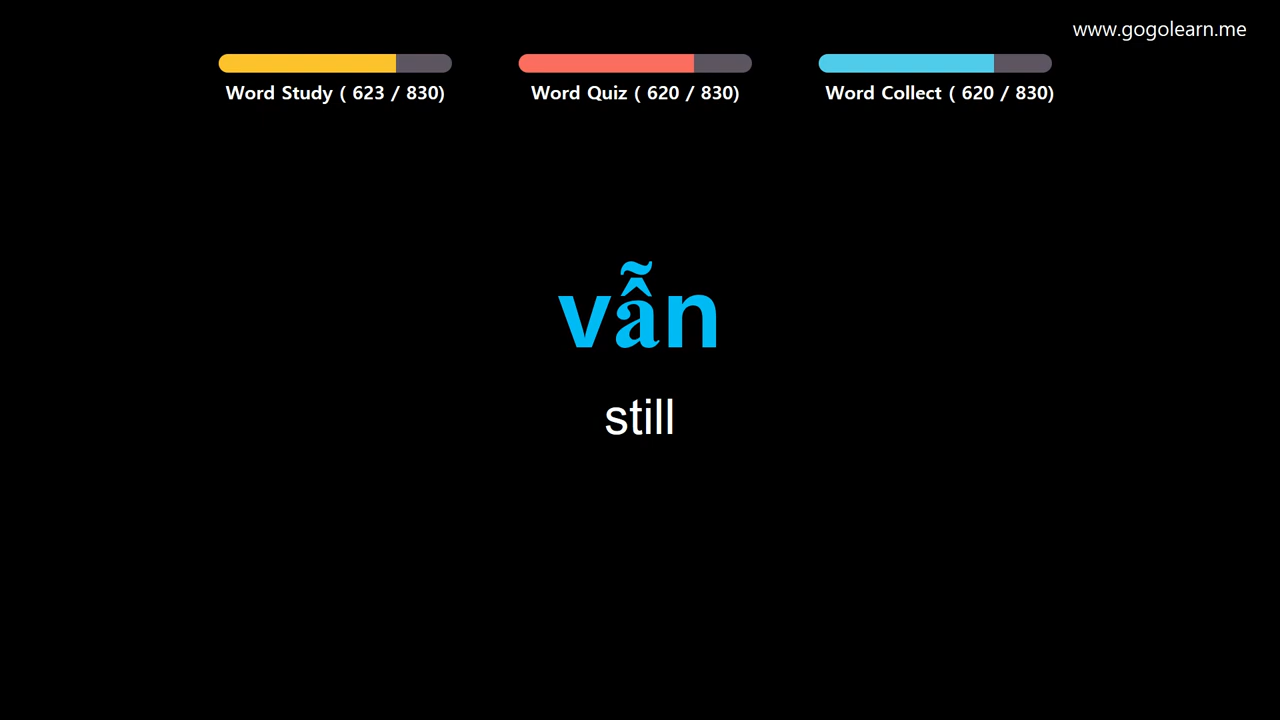 www.gogolearn.me
Word Study ( 623 / 830)
Word Quiz ( 620 / 830)
Word Collect ( 620 / 830)
vẫn
still